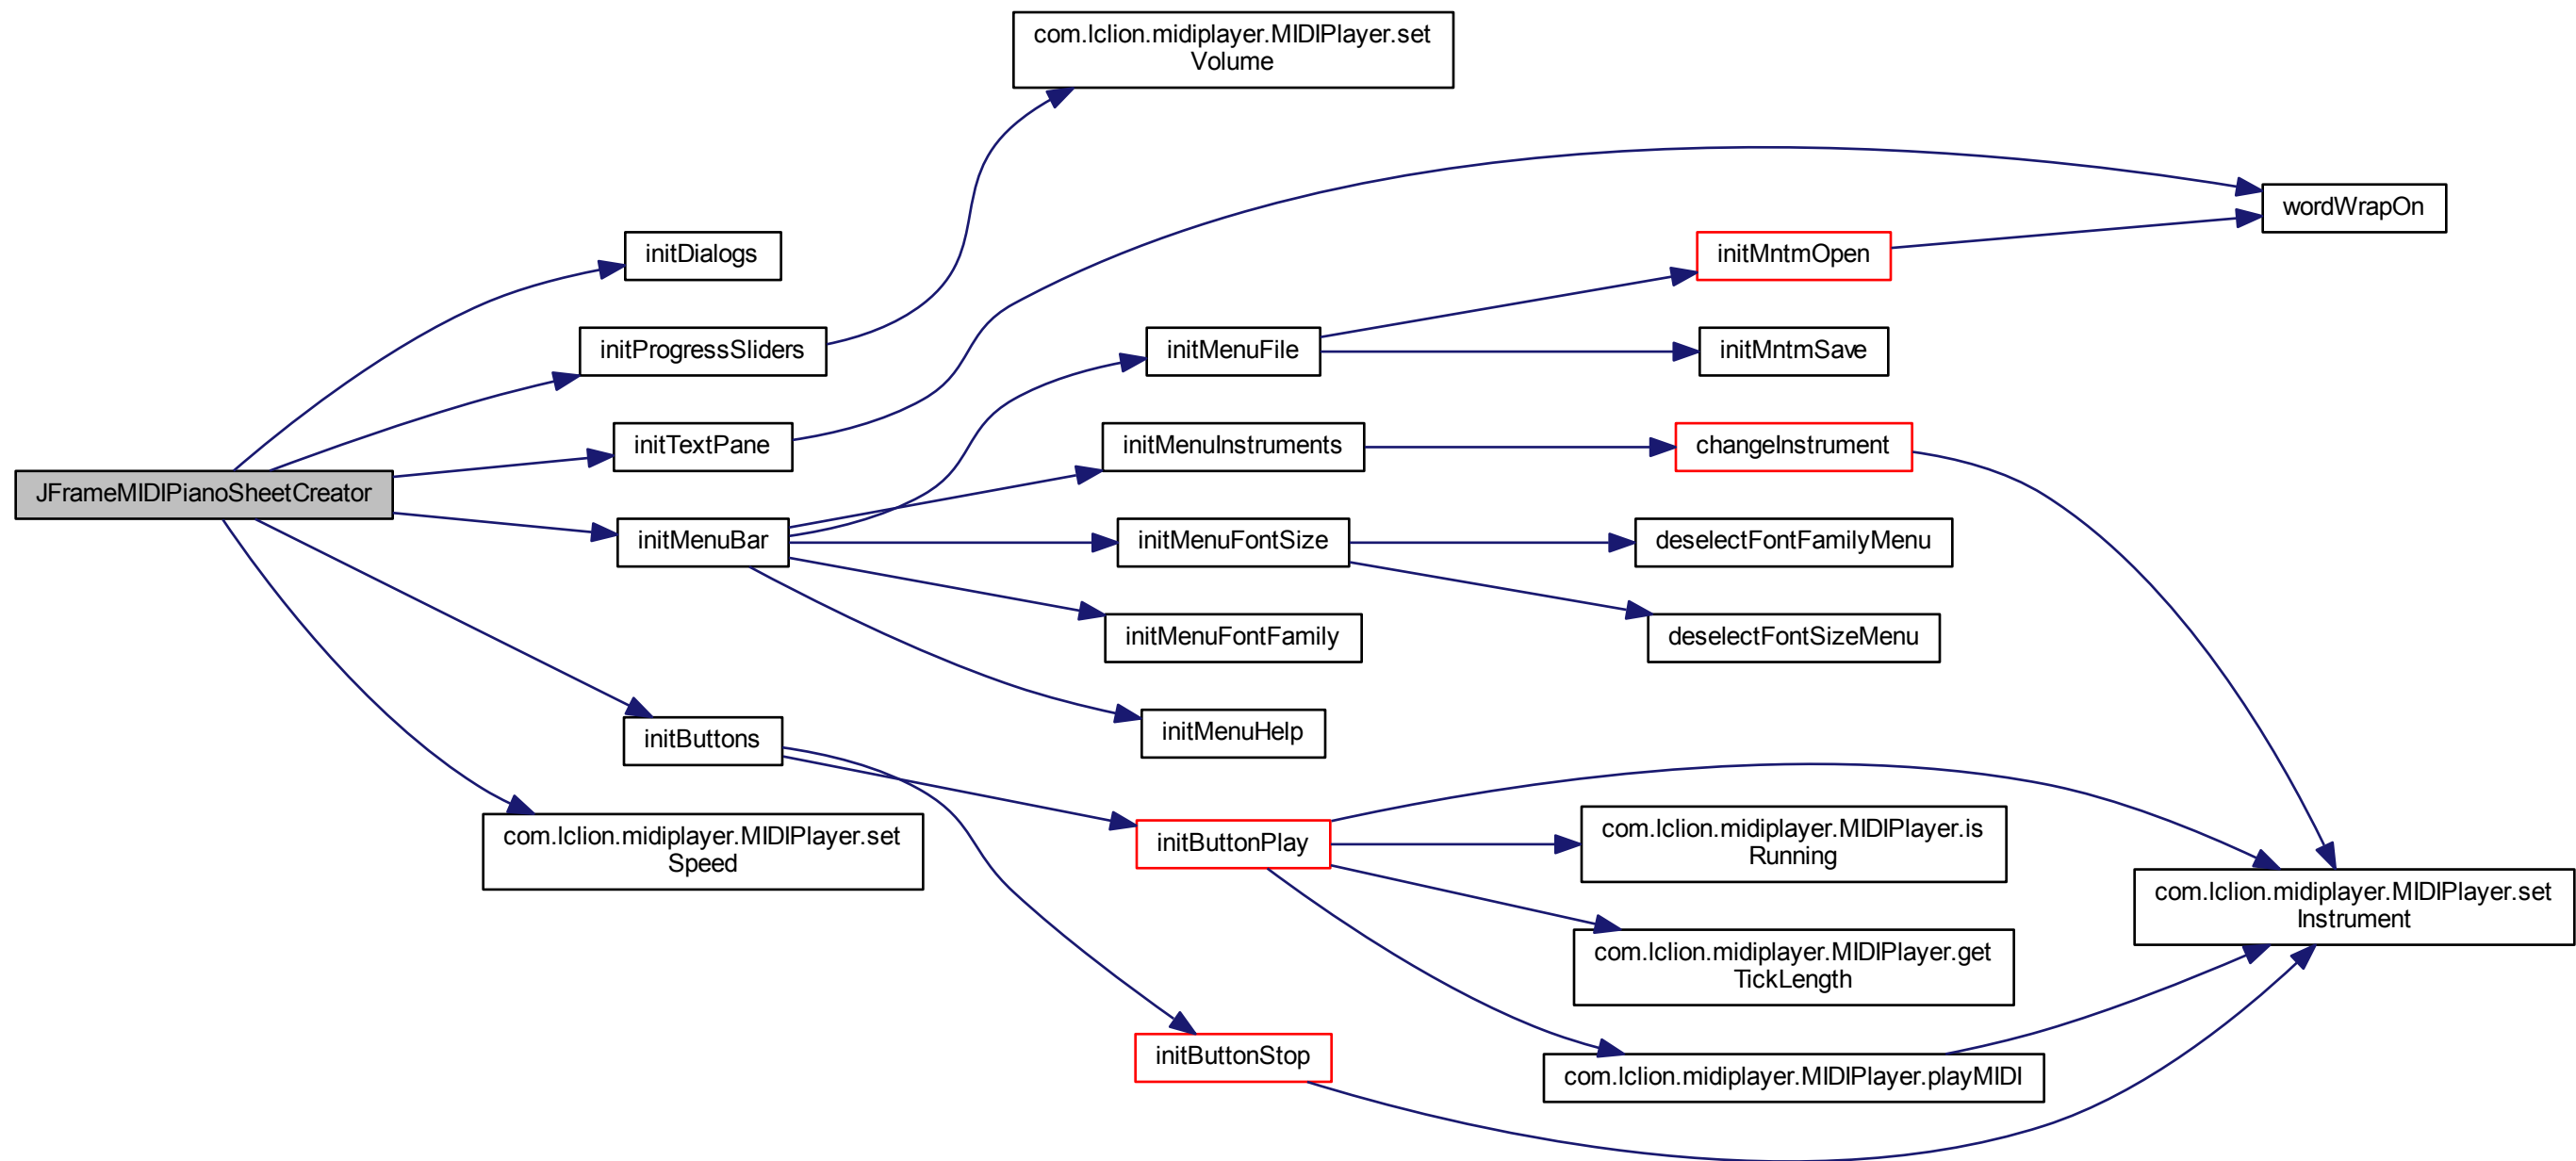 com.lclion.midiplayer.MIDIPlayer.set
Volume
wordWrapOn
initDialogs
initMntmOpen
initProgressSliders
initMenuFile
initMntmSave
initTextPane
initMenuInstruments
changeInstrument
JFrameMIDIPianoSheetCreator
initMenuBar
initMenuFontSize
deselectFontFamilyMenu
initMenuFontFamily
deselectFontSizeMenu
initButtons
initMenuHelp
com.lclion.midiplayer.MIDIPlayer.set
Speed
initButtonPlay
com.lclion.midiplayer.MIDIPlayer.is
Running
com.lclion.midiplayer.MIDIPlayer.set
Instrument
com.lclion.midiplayer.MIDIPlayer.get
TickLength
initButtonStop
com.lclion.midiplayer.MIDIPlayer.playMIDI